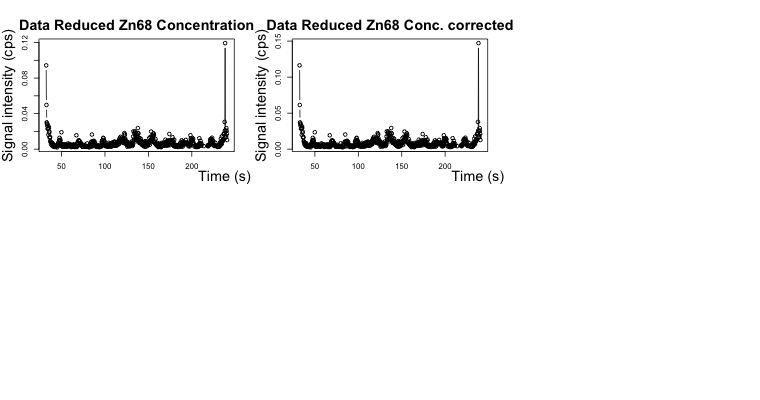 Data Reduced Zn68 Concentration
Signal intensity (cps)
0.00
0.04
0.08
0.12
50
100
150
200
Time (s)
Data Reduced Zn68 Conc. corrected
Signal intensity (cps)
0.00
0.05
0.10
0.15
50
100
150
200
Time (s)